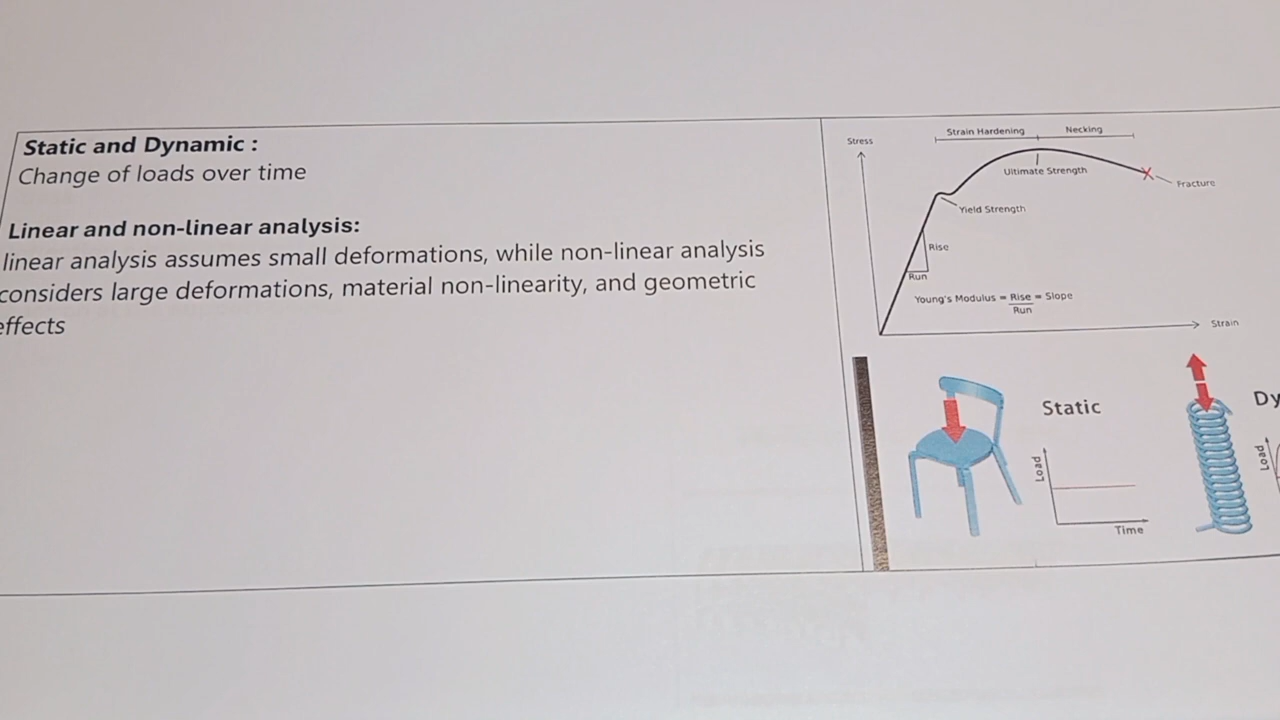 Static and Dynamic :
Change of loads over time
Linear and non-linear analysis:
linear analysis assumes small deformations, while non-linear analysis
considers large deformations, material non-linearity, and geometric
effects
Stress
Strain Hardening
Necking
Ultimate Strength
Fracture
Yield Strength
Rise
Run
Young's Modulus = Rise = Slope
Run
Strain
Static
Load
Time
Dy
Load